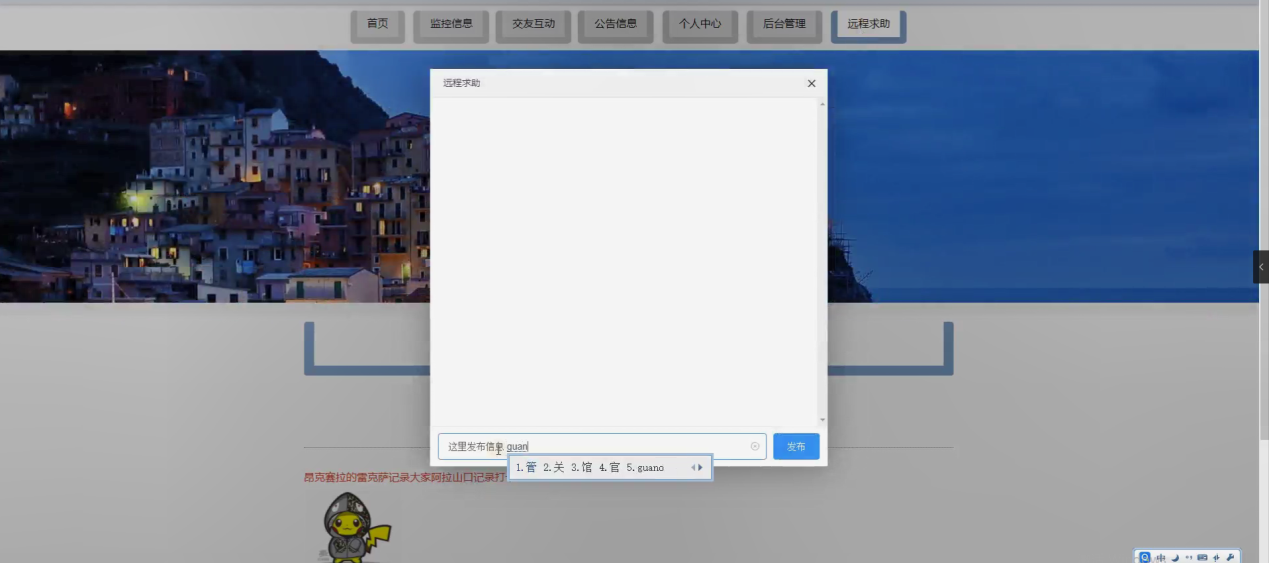 首页 监控信息 交友互动 公告信息 个人中心 后台管理 远程求助
远程求助
这里发布信息 guan
发布
1.管 2.关 3.馆 4.官 5.guano
昂克赛拉的雷克萨记录大家阿拉山口记录打
中